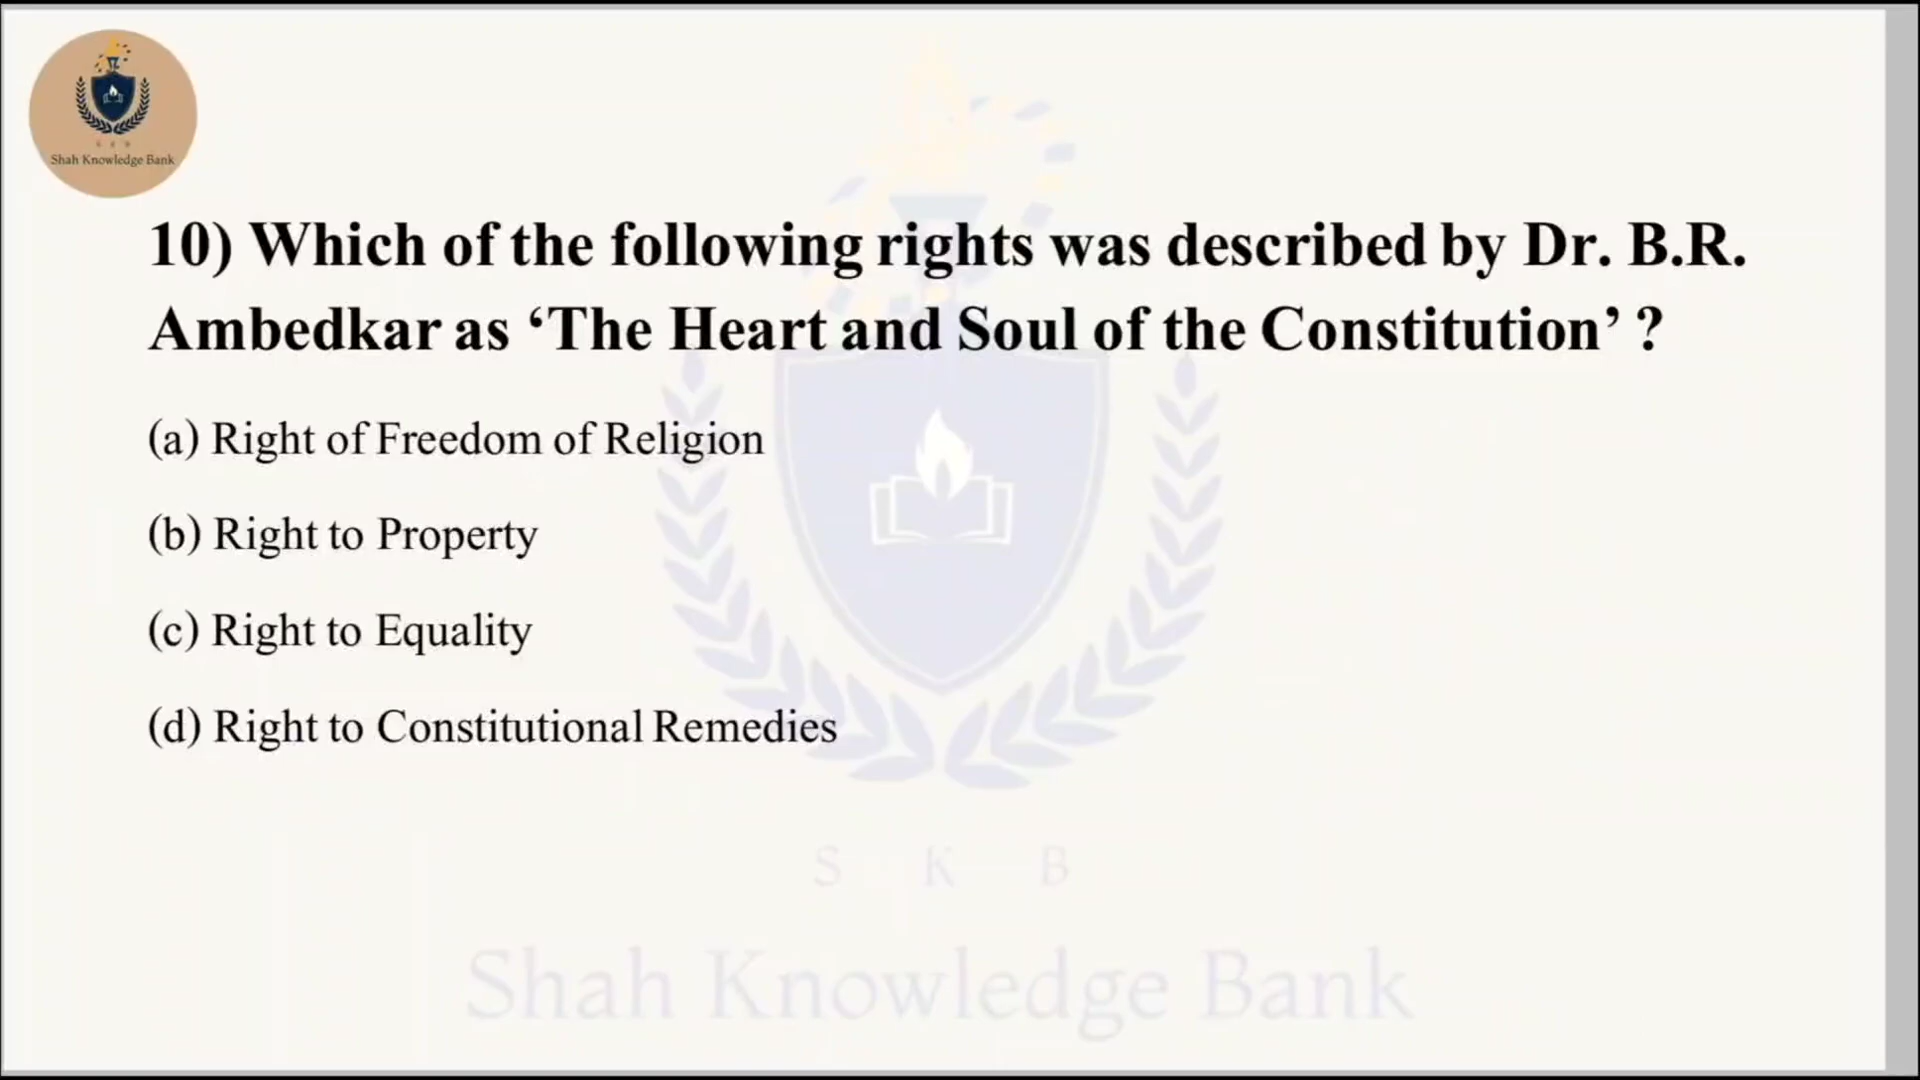 S K B
Shah Knowledge Bank
10) Which of the following rights was described by Dr. B.R.
Ambedkar as ‘The Heart and Soul of the Constitution’ ?
(a) Right of Freedom of Religion
(b) Right to Property
(c) Right to Equality
(d) Right to Constitutional Remedies
S K B
Shah Knowledge Bank